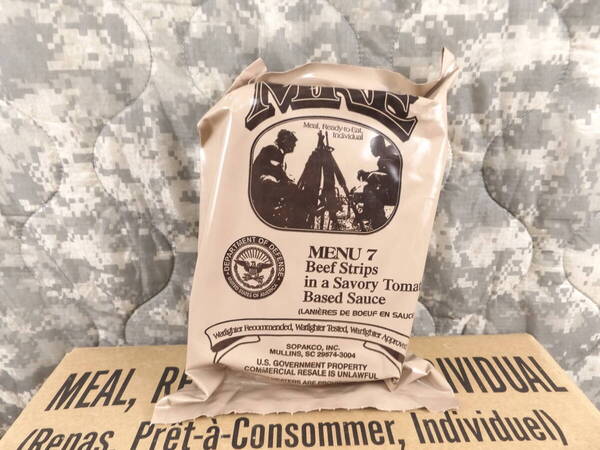 MRE
Meal, Ready-to-Eat,
Individual
DEPARTMENT OF DEFENSE
UNITED STATES OF AMERICA
MENU 7
Beef Strips
in a Savory Tomat
Based Sauce
(LANIÈRES DE BOEUF EN SAUCE
Warfighter Recommended, Warfighter Tested, Warfighter Approved
SOPAKCO, INC.
MULLINS, SC 29574-3004
U.S. GOVERNMENT PROPERTY
COMMERCIAL RESALE IS UNLAWFUL
MEAL, RE IVIDUAL
(Repas, Prêt-à-Consommer, Individuel)